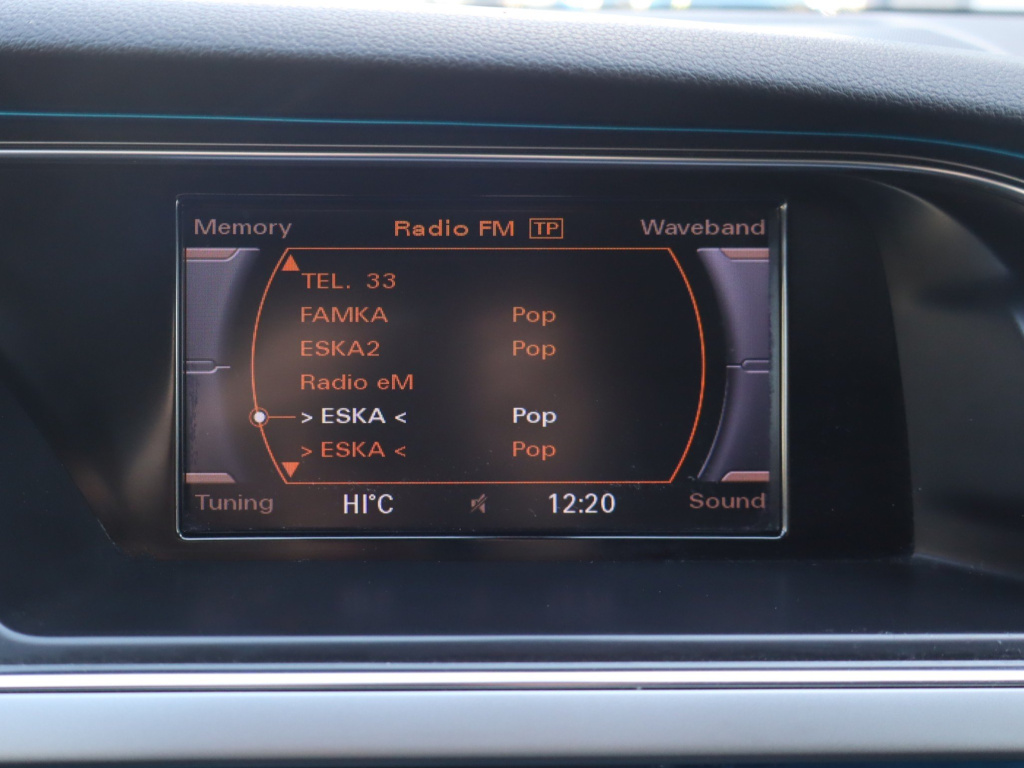 Memory Radio FM TP Waveband
TEL. 33
FAMKA Pop
ESKA2 Pop
Radio eM
> ESKA < Pop
> ESKA < Pop
Tuning HI°C 12:20 Sound